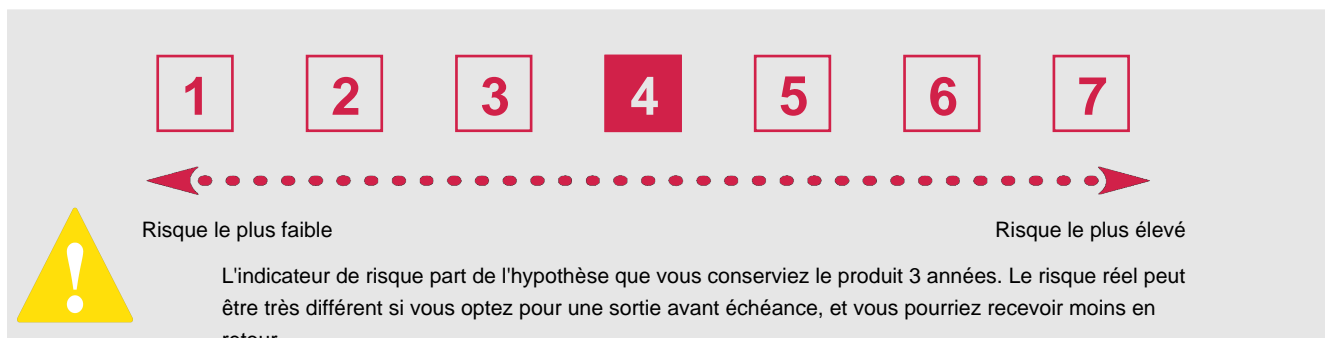 1 2 3 4 5 6 7
Risque le plus faible Risque le plus élevé
L'indicateur de risque part de l'hypothèse que vous conserviez le produit 3 années. Le risque réel peut
être très différent si vous optez pour une sortie avant échéance, et vous pourriez recevoir moins en